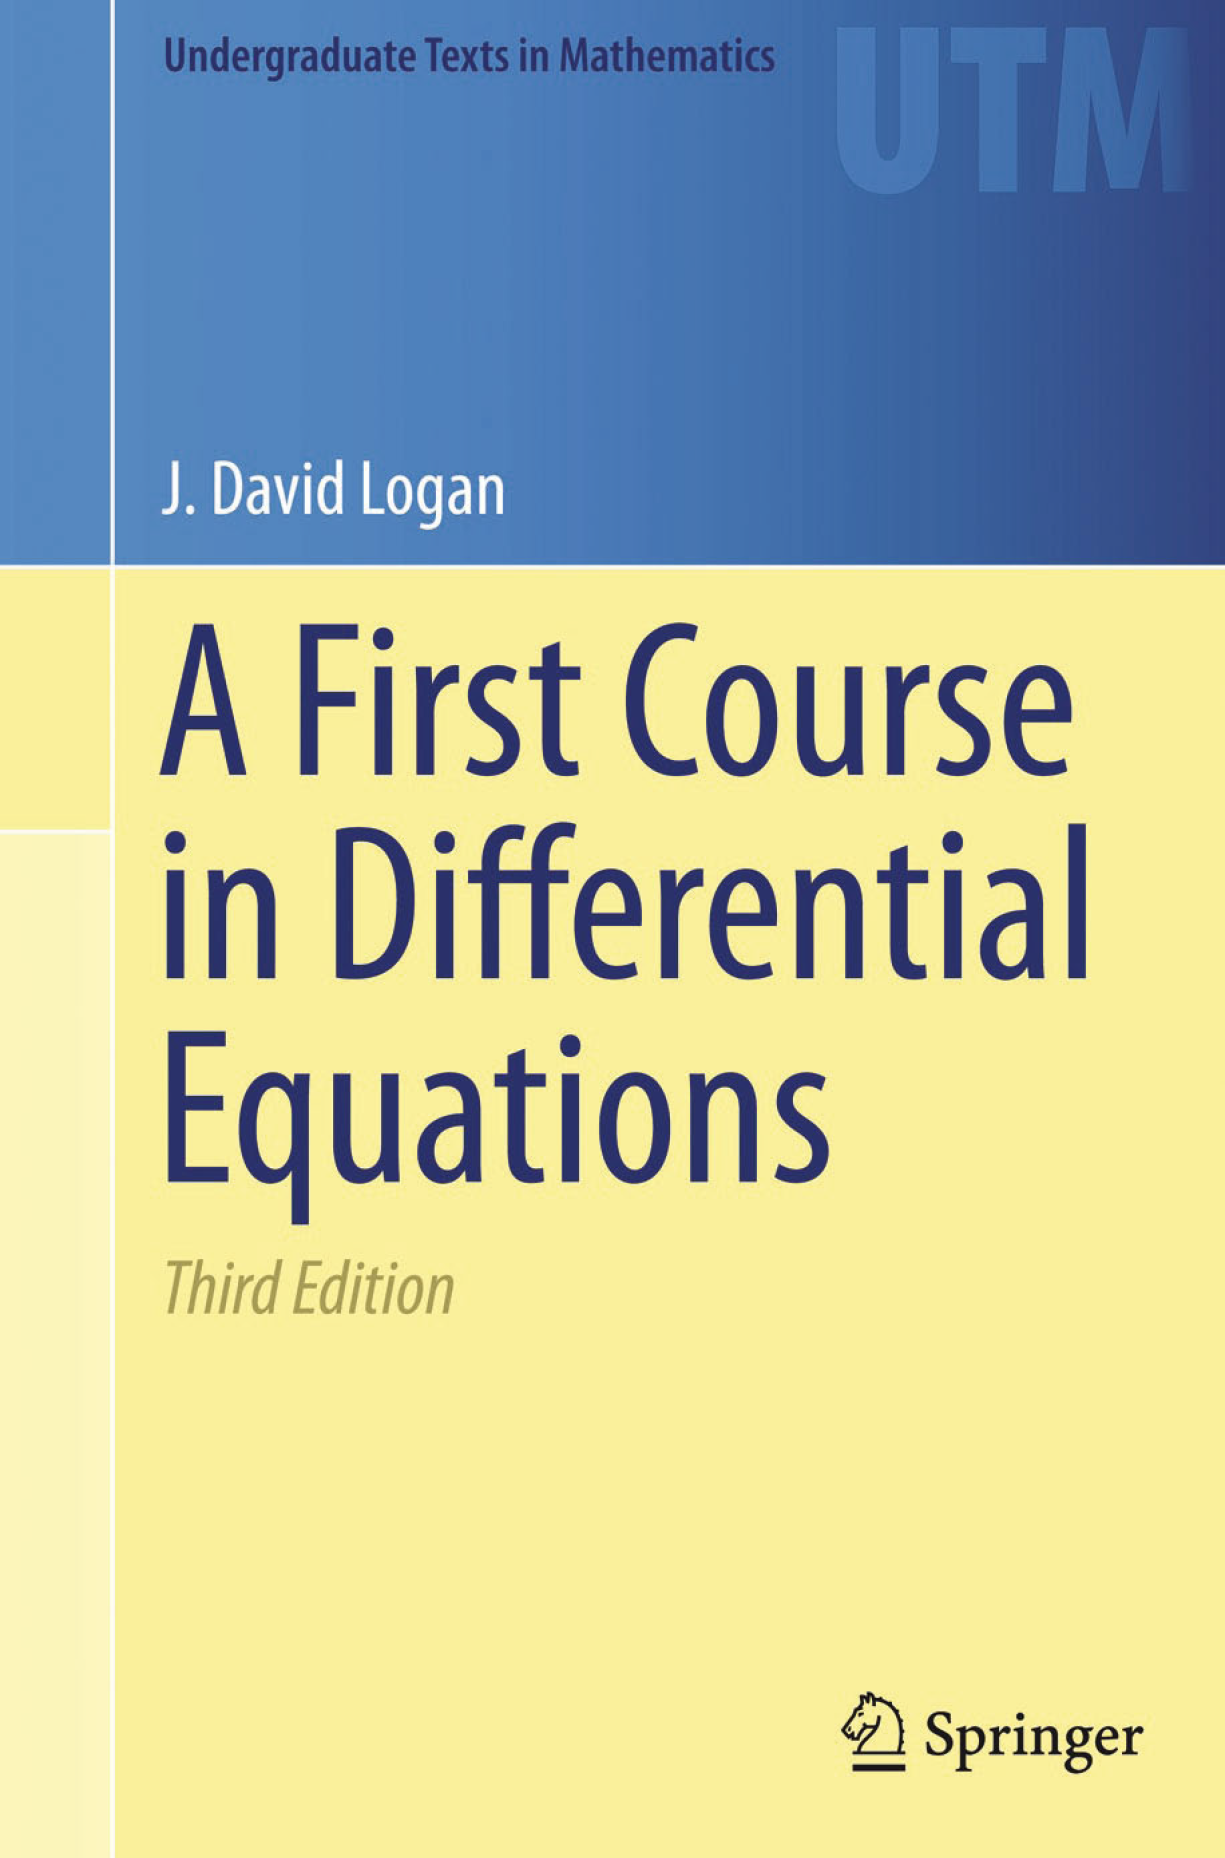 Undergraduate Texts in Mathematics
UTM
J. David Logan
A First Course
in Differential
Equations
Third Edition
Springer